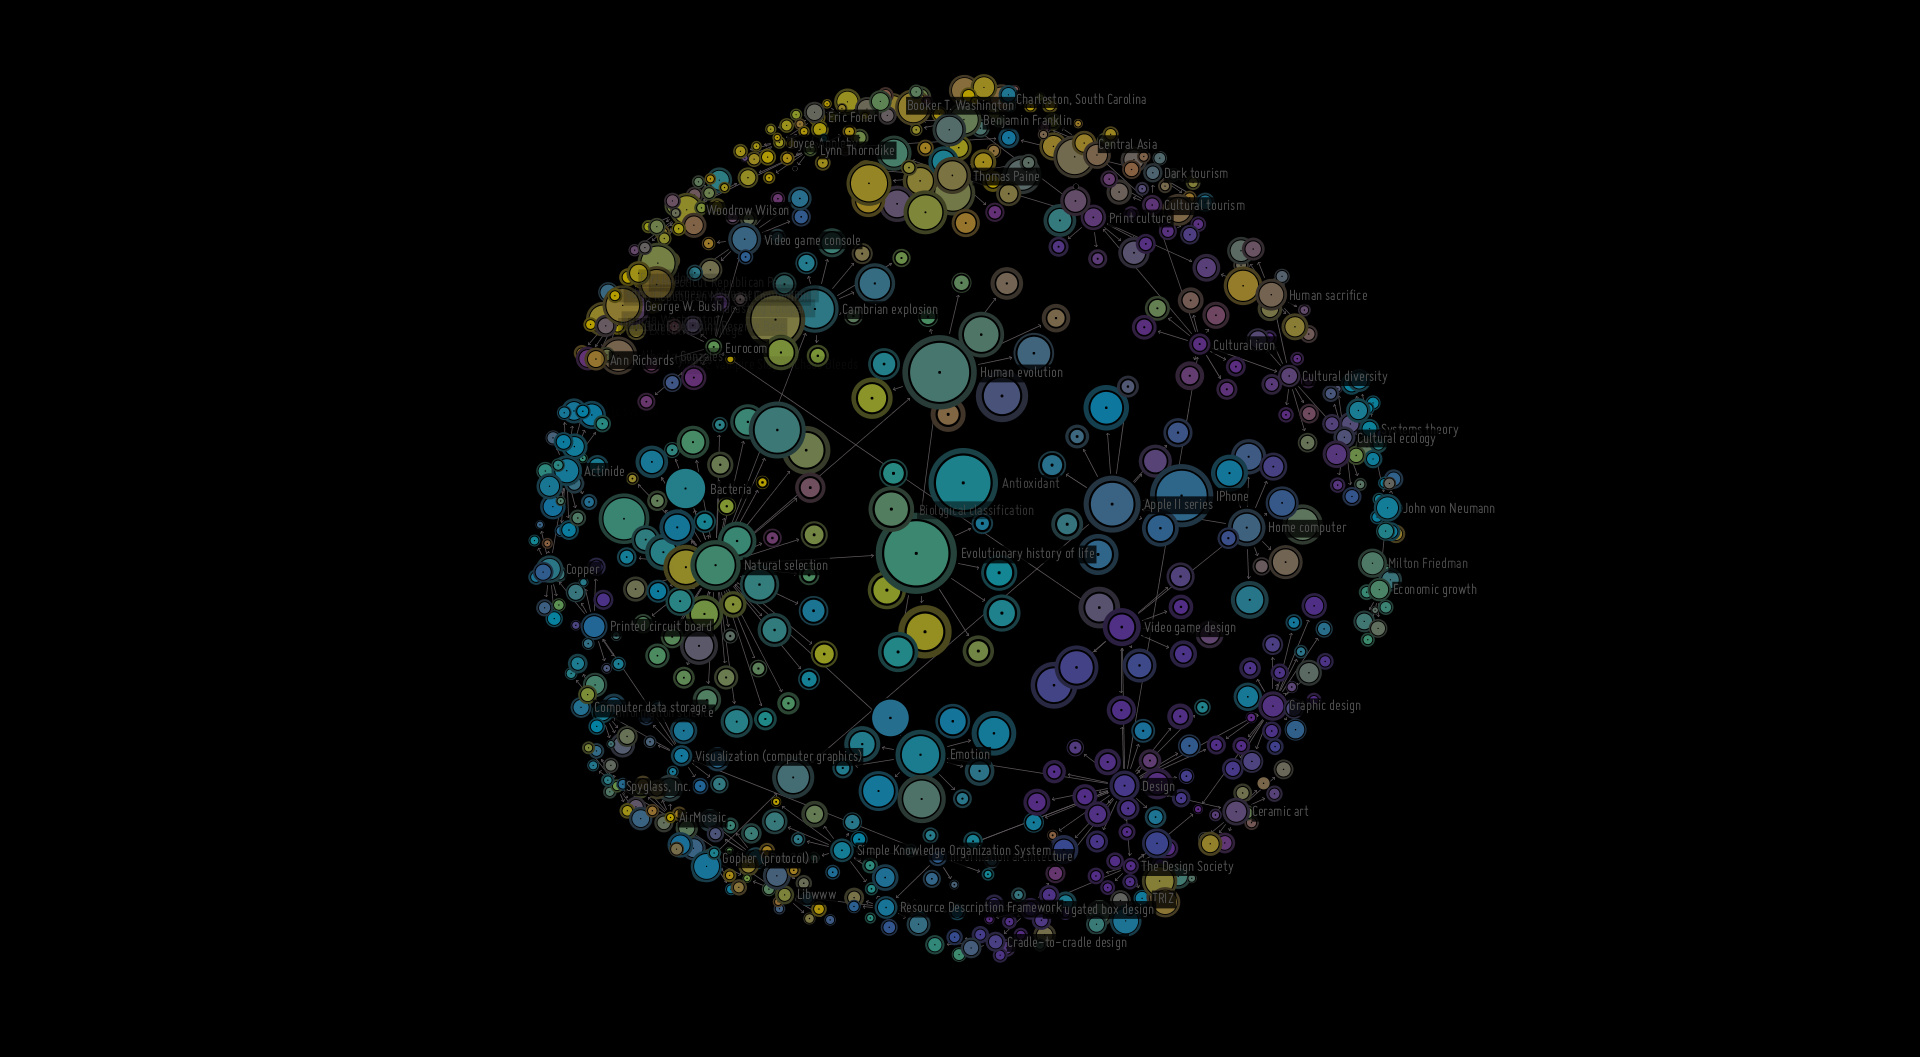 Charleston, South Carolina
Booker T. Washington
Eric Foner
Benjamin Franklin
Central Asia
Lynn Thorndike
Thomas Paine
Dark tourism
Woodrow Wilson
Cultural tourism
Print culture
Video game console
Human sacrifice
George W. Bush
Cambrian explosion
Eurocom
Cultural icon
Ann Richards
Human evolution
Cultural diversity
Systems theory
Cultural ecology
Actinide
Bacteria
Antioxidant
IPhone
Apple II series
Biological classification
John von Neumann
Home computer
Evolutionary history of life
Natural selection
Milton Friedman
Copper
Economic growth
Printed circuit board
Video game design
Computer data storage
Graphic design
Visualization (computer graphics)
Emotion
Spyglass, Inc.
Design
AirMosaic
Ceramic art
Simple Knowledge Organization System
Gopher (protocol)
The Design Society
Libwww
TRIZ
Resource Description Framework
gated box design
Cradle-to-cradle design